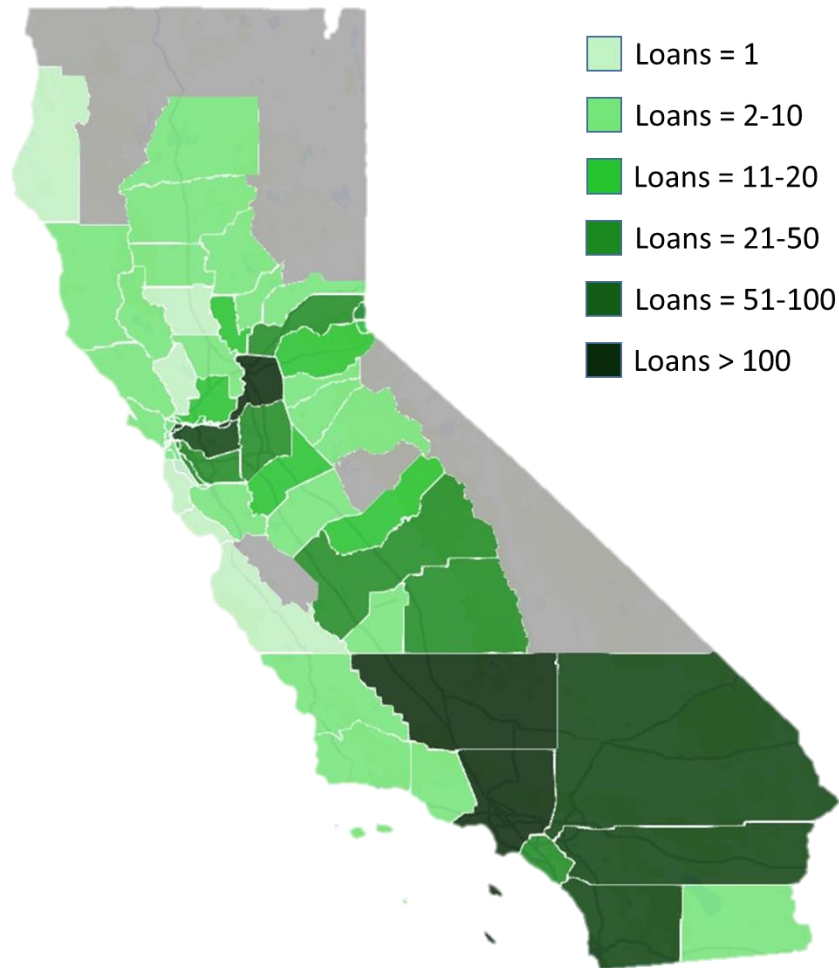 Loans = 1
Loans = 2-10
Loans = 11-20
Loans = 21-50
Loans = 51-100
Loans > 100